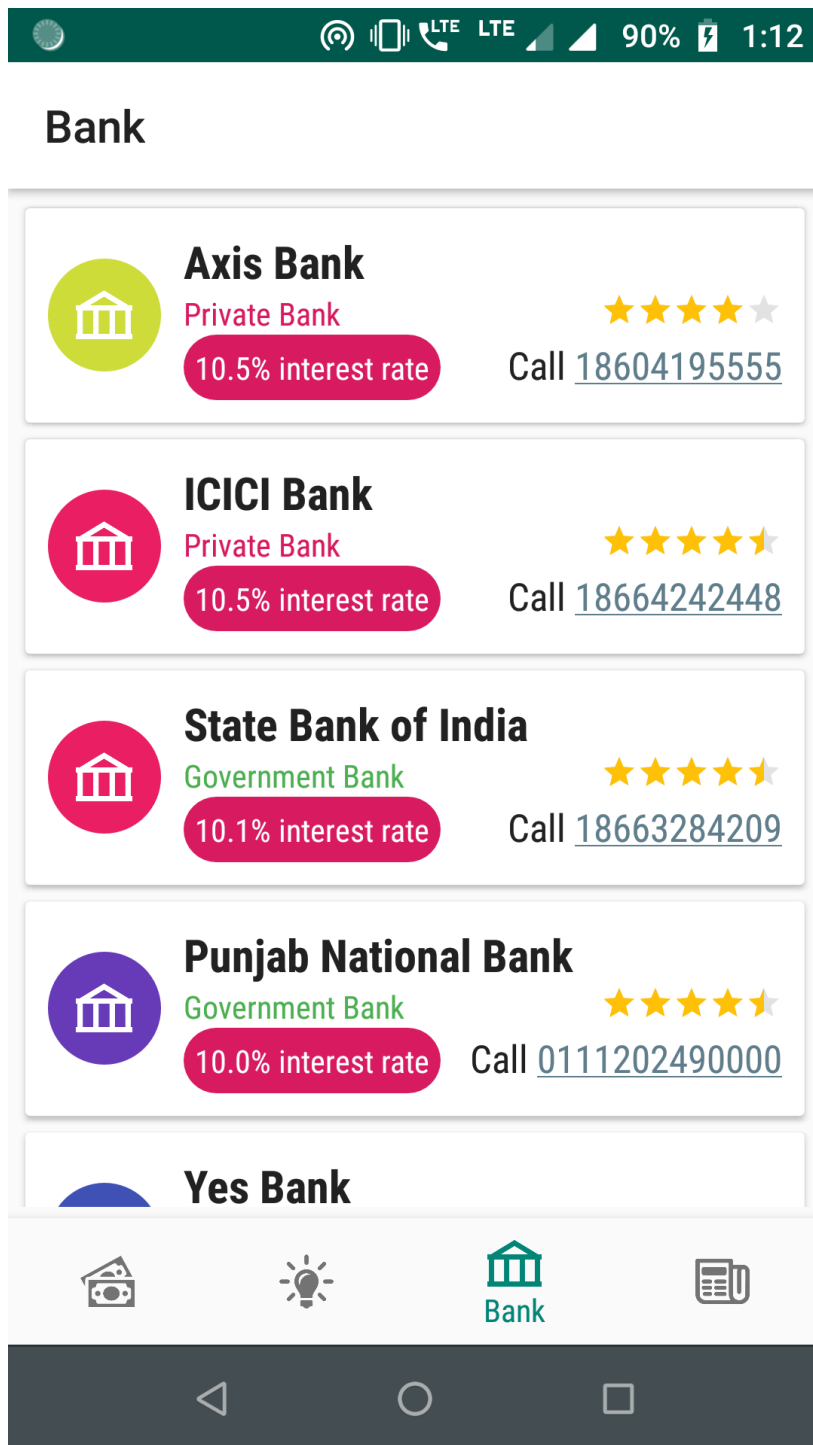 LTE LTE 90% 1:12
Bank
Axis Bank
Private Bank
10.5% interest rate
Call 18604195555
ICICI Bank
Private Bank
10.5% interest rate
Call 18664242448
State Bank of India
Government Bank
10.1% interest rate
Call 18663284209
Punjab National Bank
Government Bank
10.0% interest rate
Call 0111202490000
Yes Bank
Bank